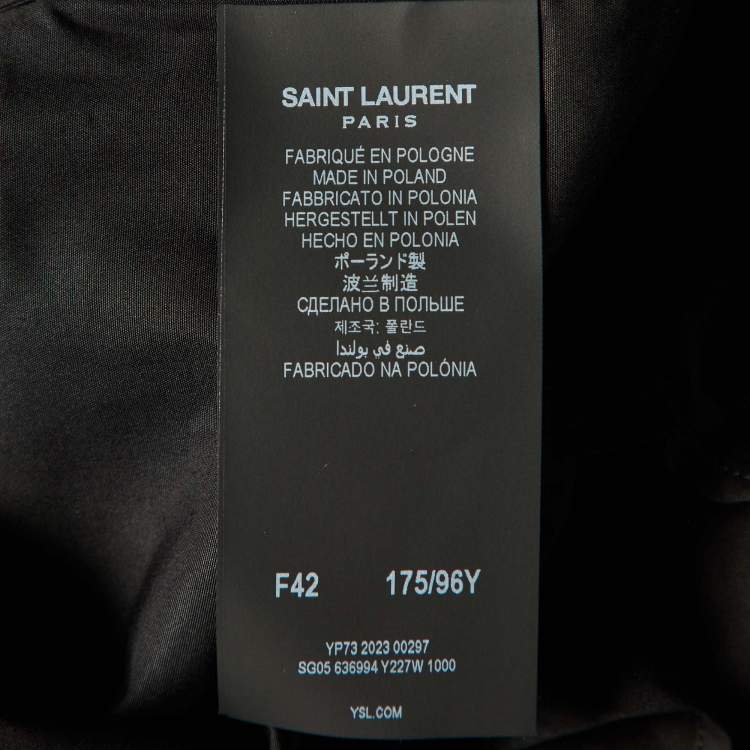 SAINT LAURENT
PARIS
FABRIQUÉ EN POLOGNE
MADE IN POLAND
FABBRICATO IN POLONIA
HERGESTELLT IN POLEN
HECHO EN POLONIA
ポーランド製
波兰制造
СДЕЛАНО В ПОЛЬШЕ
제조국: 폴란드
صنع في بولندا
FABRICADO NA POLÓNIA
F42 175/96Y
YP73 2023 00297
SG05 636994 Y227W 1000
YSL.COM